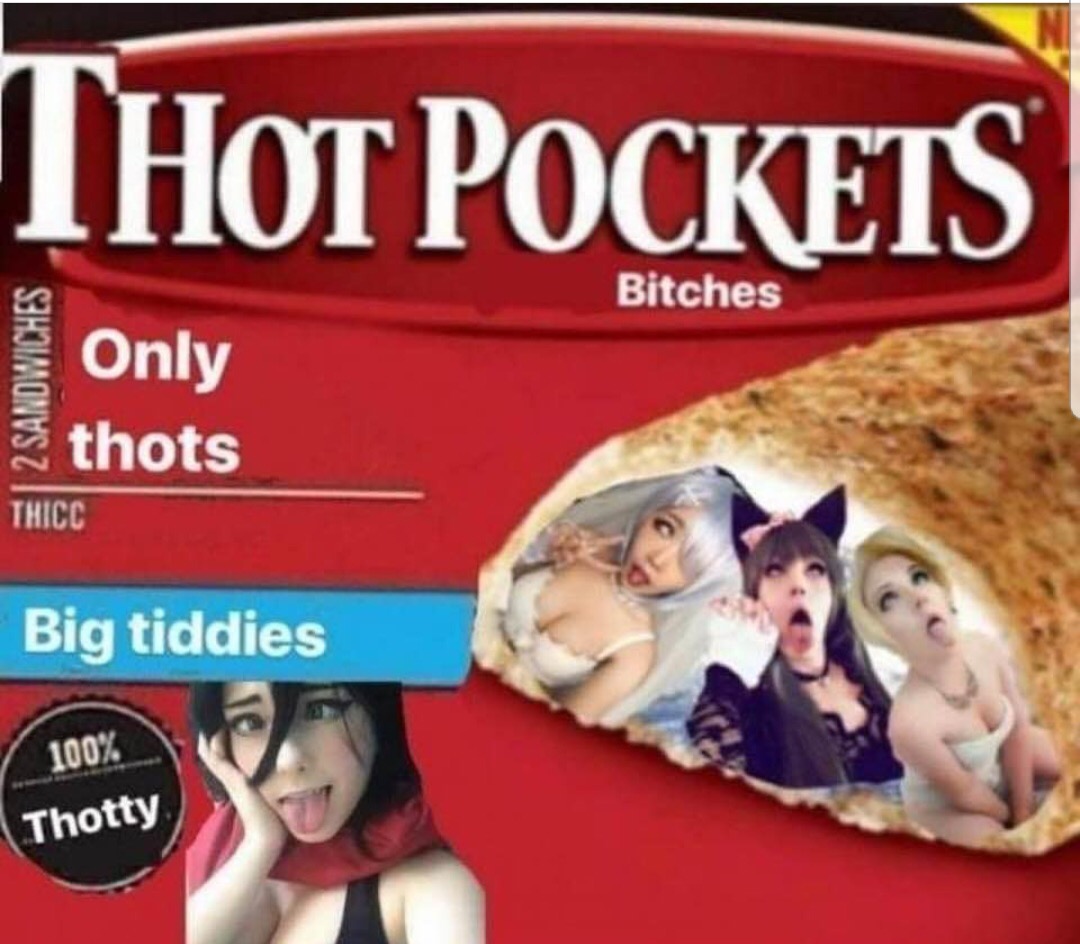 THOT POCKETS®
Bitches
2 SANDWICHES
Only
thots
THICC
Big tiddies
100%
Thotty